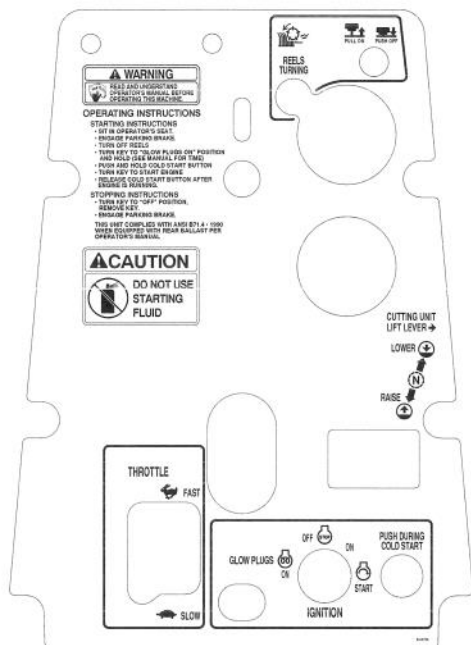 PULL ON PUSH OFF
REELS
TURNING
WARNING
READ AND UNDERSTAND
OPERATOR'S MANUAL BEFORE
OPERATING THIS MACHINE.
OPERATING INSTRUCTIONS
STARTING INSTRUCTIONS
• SIT IN OPERATOR'S SEAT.
• ENGAGE PARKING BRAKE.
• TURN OFF REELS
• TURN KEY TO "GLOW PLUGS ON" POSITION
AND HOLD (SEE MANUAL FOR TIME)
• PUSH AND HOLD COLD START BUTTON
• TURN KEY TO START ENGINE
• RELEASE COLD START BUTTON AFTER
ENGINE IS RUNNING.
STOPPING INSTRUCTIONS
• TURN KEY TO "OFF" POSITION,
REMOVE KEY.
• ENGAGE PARKING BRAKE.
THIS UNIT COMPLIES WITH ANSI B71.4 - 1990
WHEN EQUIPPED WITH REAR BALLAST PER
OPERATOR'S MANUAL
CAUTION
DO NOT USE
STARTING
FLUID
CUTTING UNIT
LIFT LEVER
LOWER
N
RAISE
THROTTLE
FAST
SLOW
OFF
STOP
ON
PUSH DURING
COLD START
GLOW PLUGS
ON
START
IGNITION